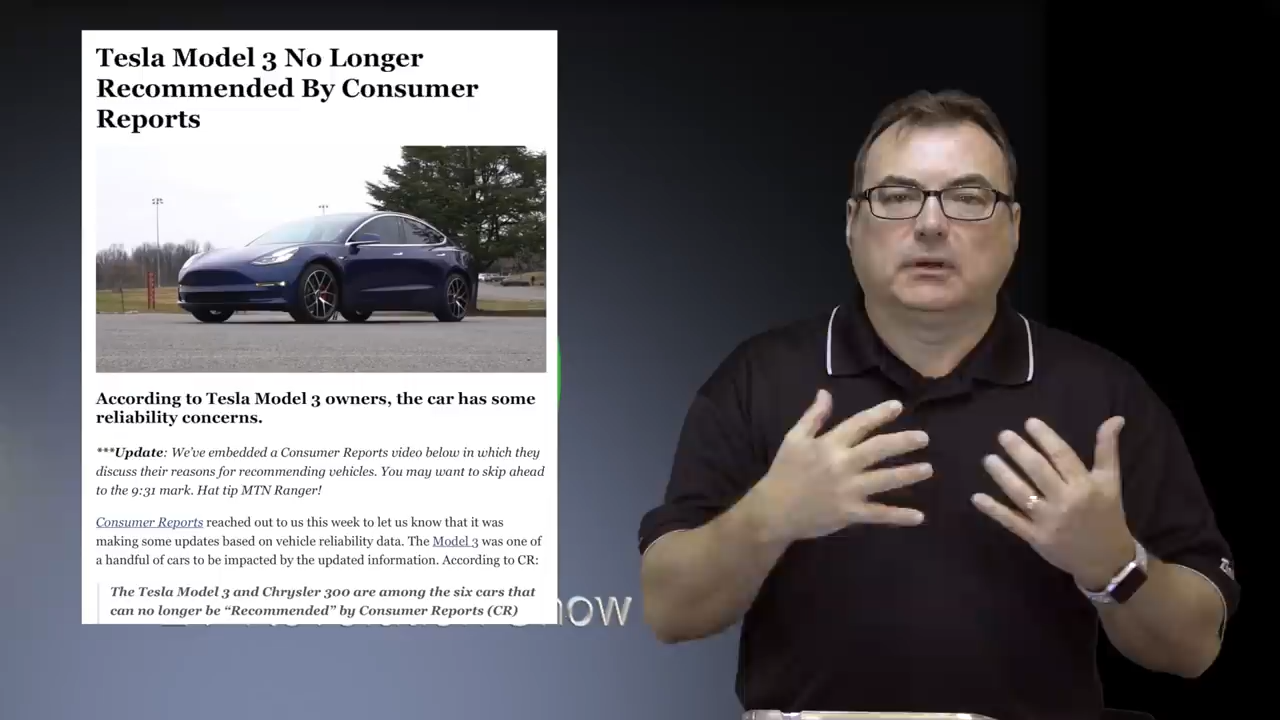 Tesla Model 3 No Longer
Recommended By Consumer
Reports
According to Tesla Model 3 owners, the car has some
reliability concerns.
***Update: We've embedded a Consumer Reports video below in which they
discuss their reasons for recommending vehicles. You may want to skip ahead
to the 9:31 mark. Hat tip MTN Ranger!
Consumer Reports reached out to us this week to let us know that it was
making some updates based on vehicle reliability data. The Model 3 was one of
a handful of cars to be impacted by the updated information. According to CR:
The Tesla Model 3 and Chrysler 300 are among the six cars that
can no longer be “Recommended” by Consumer Reports (CR)